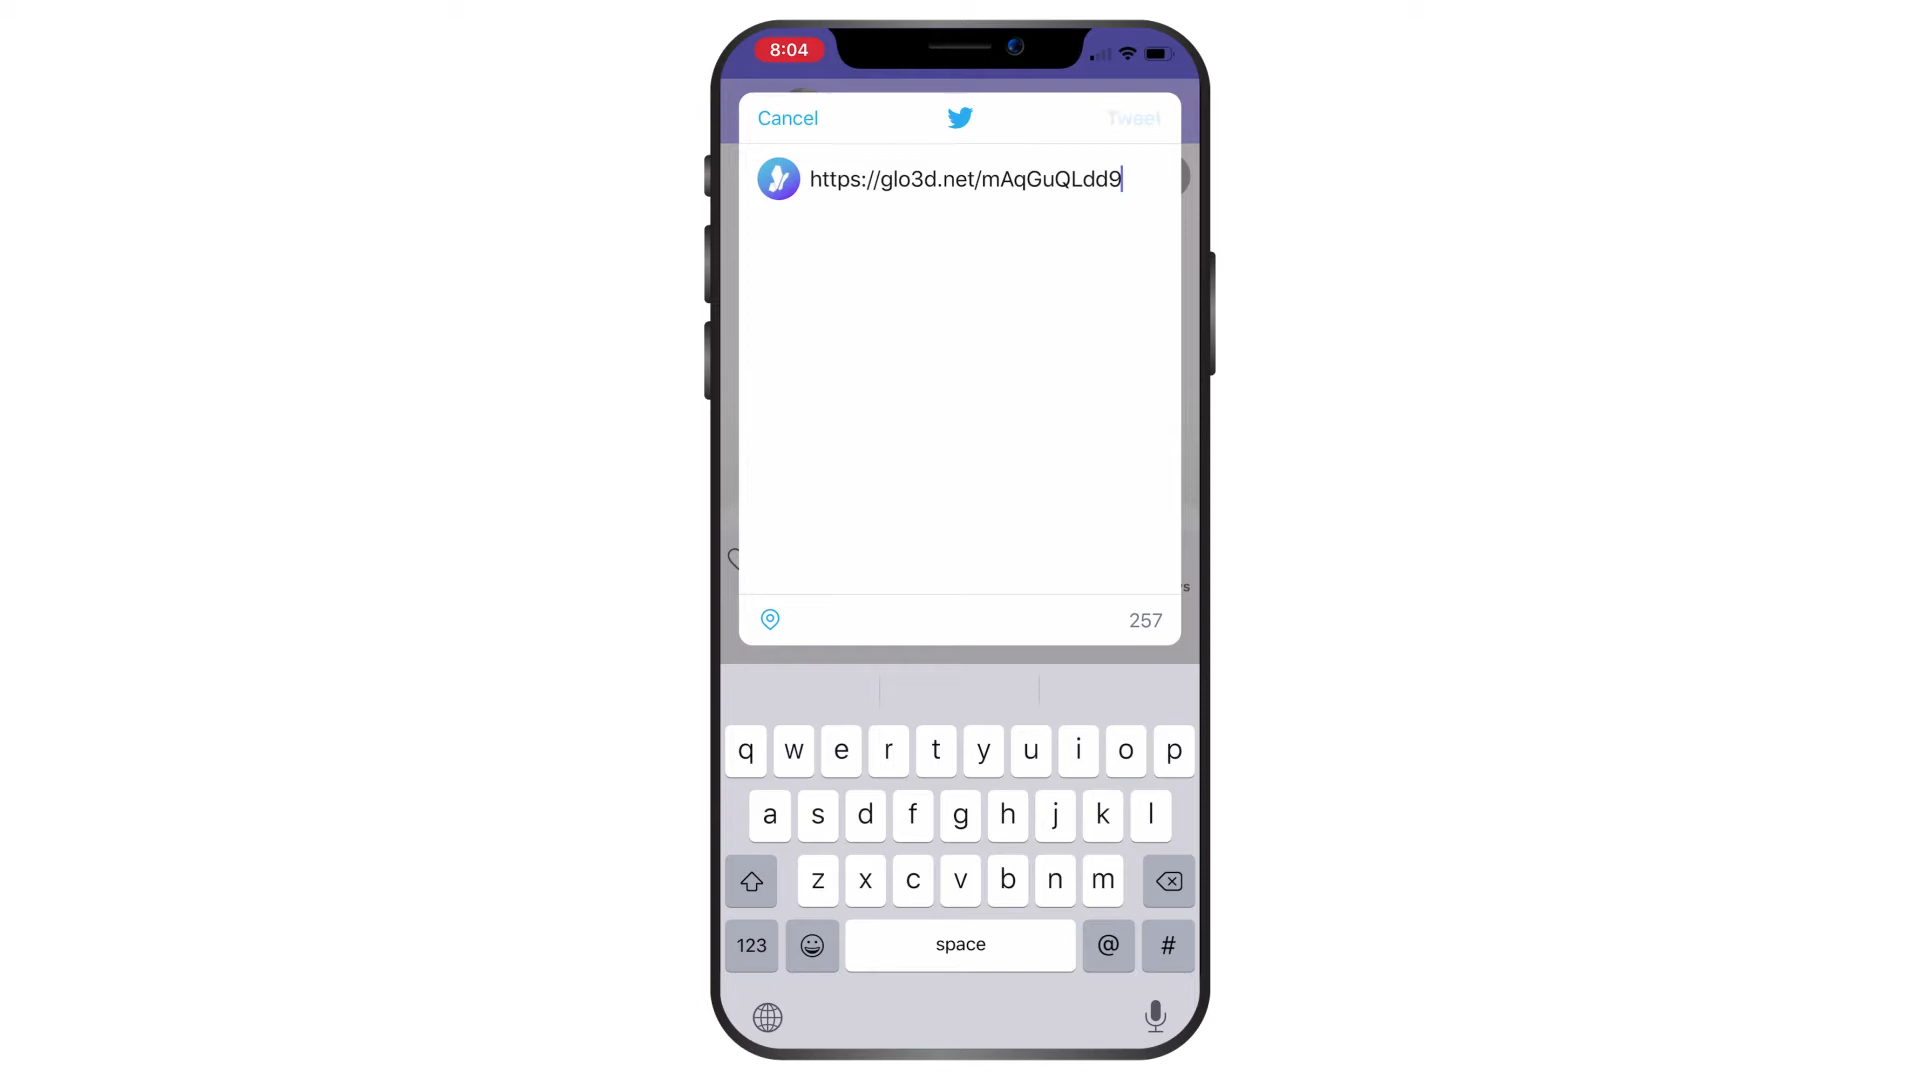 8:04
Cancel
Tweet
https://glo3d.net/mAqGuQLdd9
s
257
q w e r t y u i o p
a s d f g h j k l
z x c v b n m
123
space
@
#